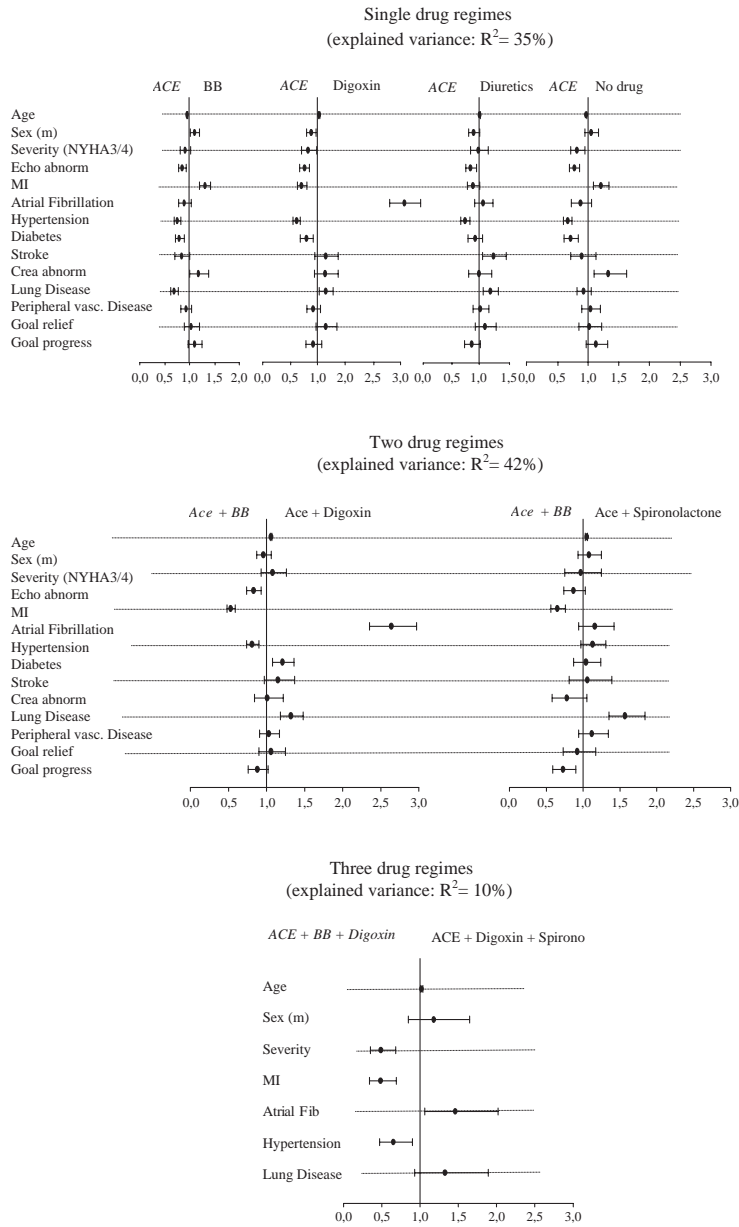 Single drug regimes
(explained variance: R²= 35%)
ACE BB ACE Digoxin ACE Diuretics ACE No drug
Age
Sex (m)
Severity (NYHA3/4)
Echo abnorm
MI
Atrial Fibrillation
Hypertension
Diabetes
Stroke
Crea abnorm
Lung Disease
Peripheral vasc. Disease
Goal relief
Goal progress
0,0 0,5 1,0 1,5 2,0 0,0 1,0 2,0 3,0 0,0 0,5 1,0 1,5 0,0 0,5 1,0 1,5 2,0 2,5 3,0
Two drug regimes
(explained variance: R²= 42%)
Ace + BB Ace + Digoxin Ace + BB Ace + Spironolactone
Age
Sex (m)
Severity (NYHA3/4)
Echo abnorm
MI
Atrial Fibrillation
Hypertension
Diabetes
Stroke
Crea abnorm
Lung Disease
Peripheral vasc. Disease
Goal relief
Goal progress
0,0 0,5 1,0 1,5 2,0 2,5 3,0 0,0 0,5 1,0 1,5 2,0 2,5 3,0
Three drug regimes
(explained variance: R²= 10%)
ACE + BB + Digoxin ACE + Digoxin + Spirono
Age
Sex (m)
Severity
MI
Atrial Fib
Hypertension
Lung Disease
0,0 0,5 1,0 1,5 2,0 2,5 3,0